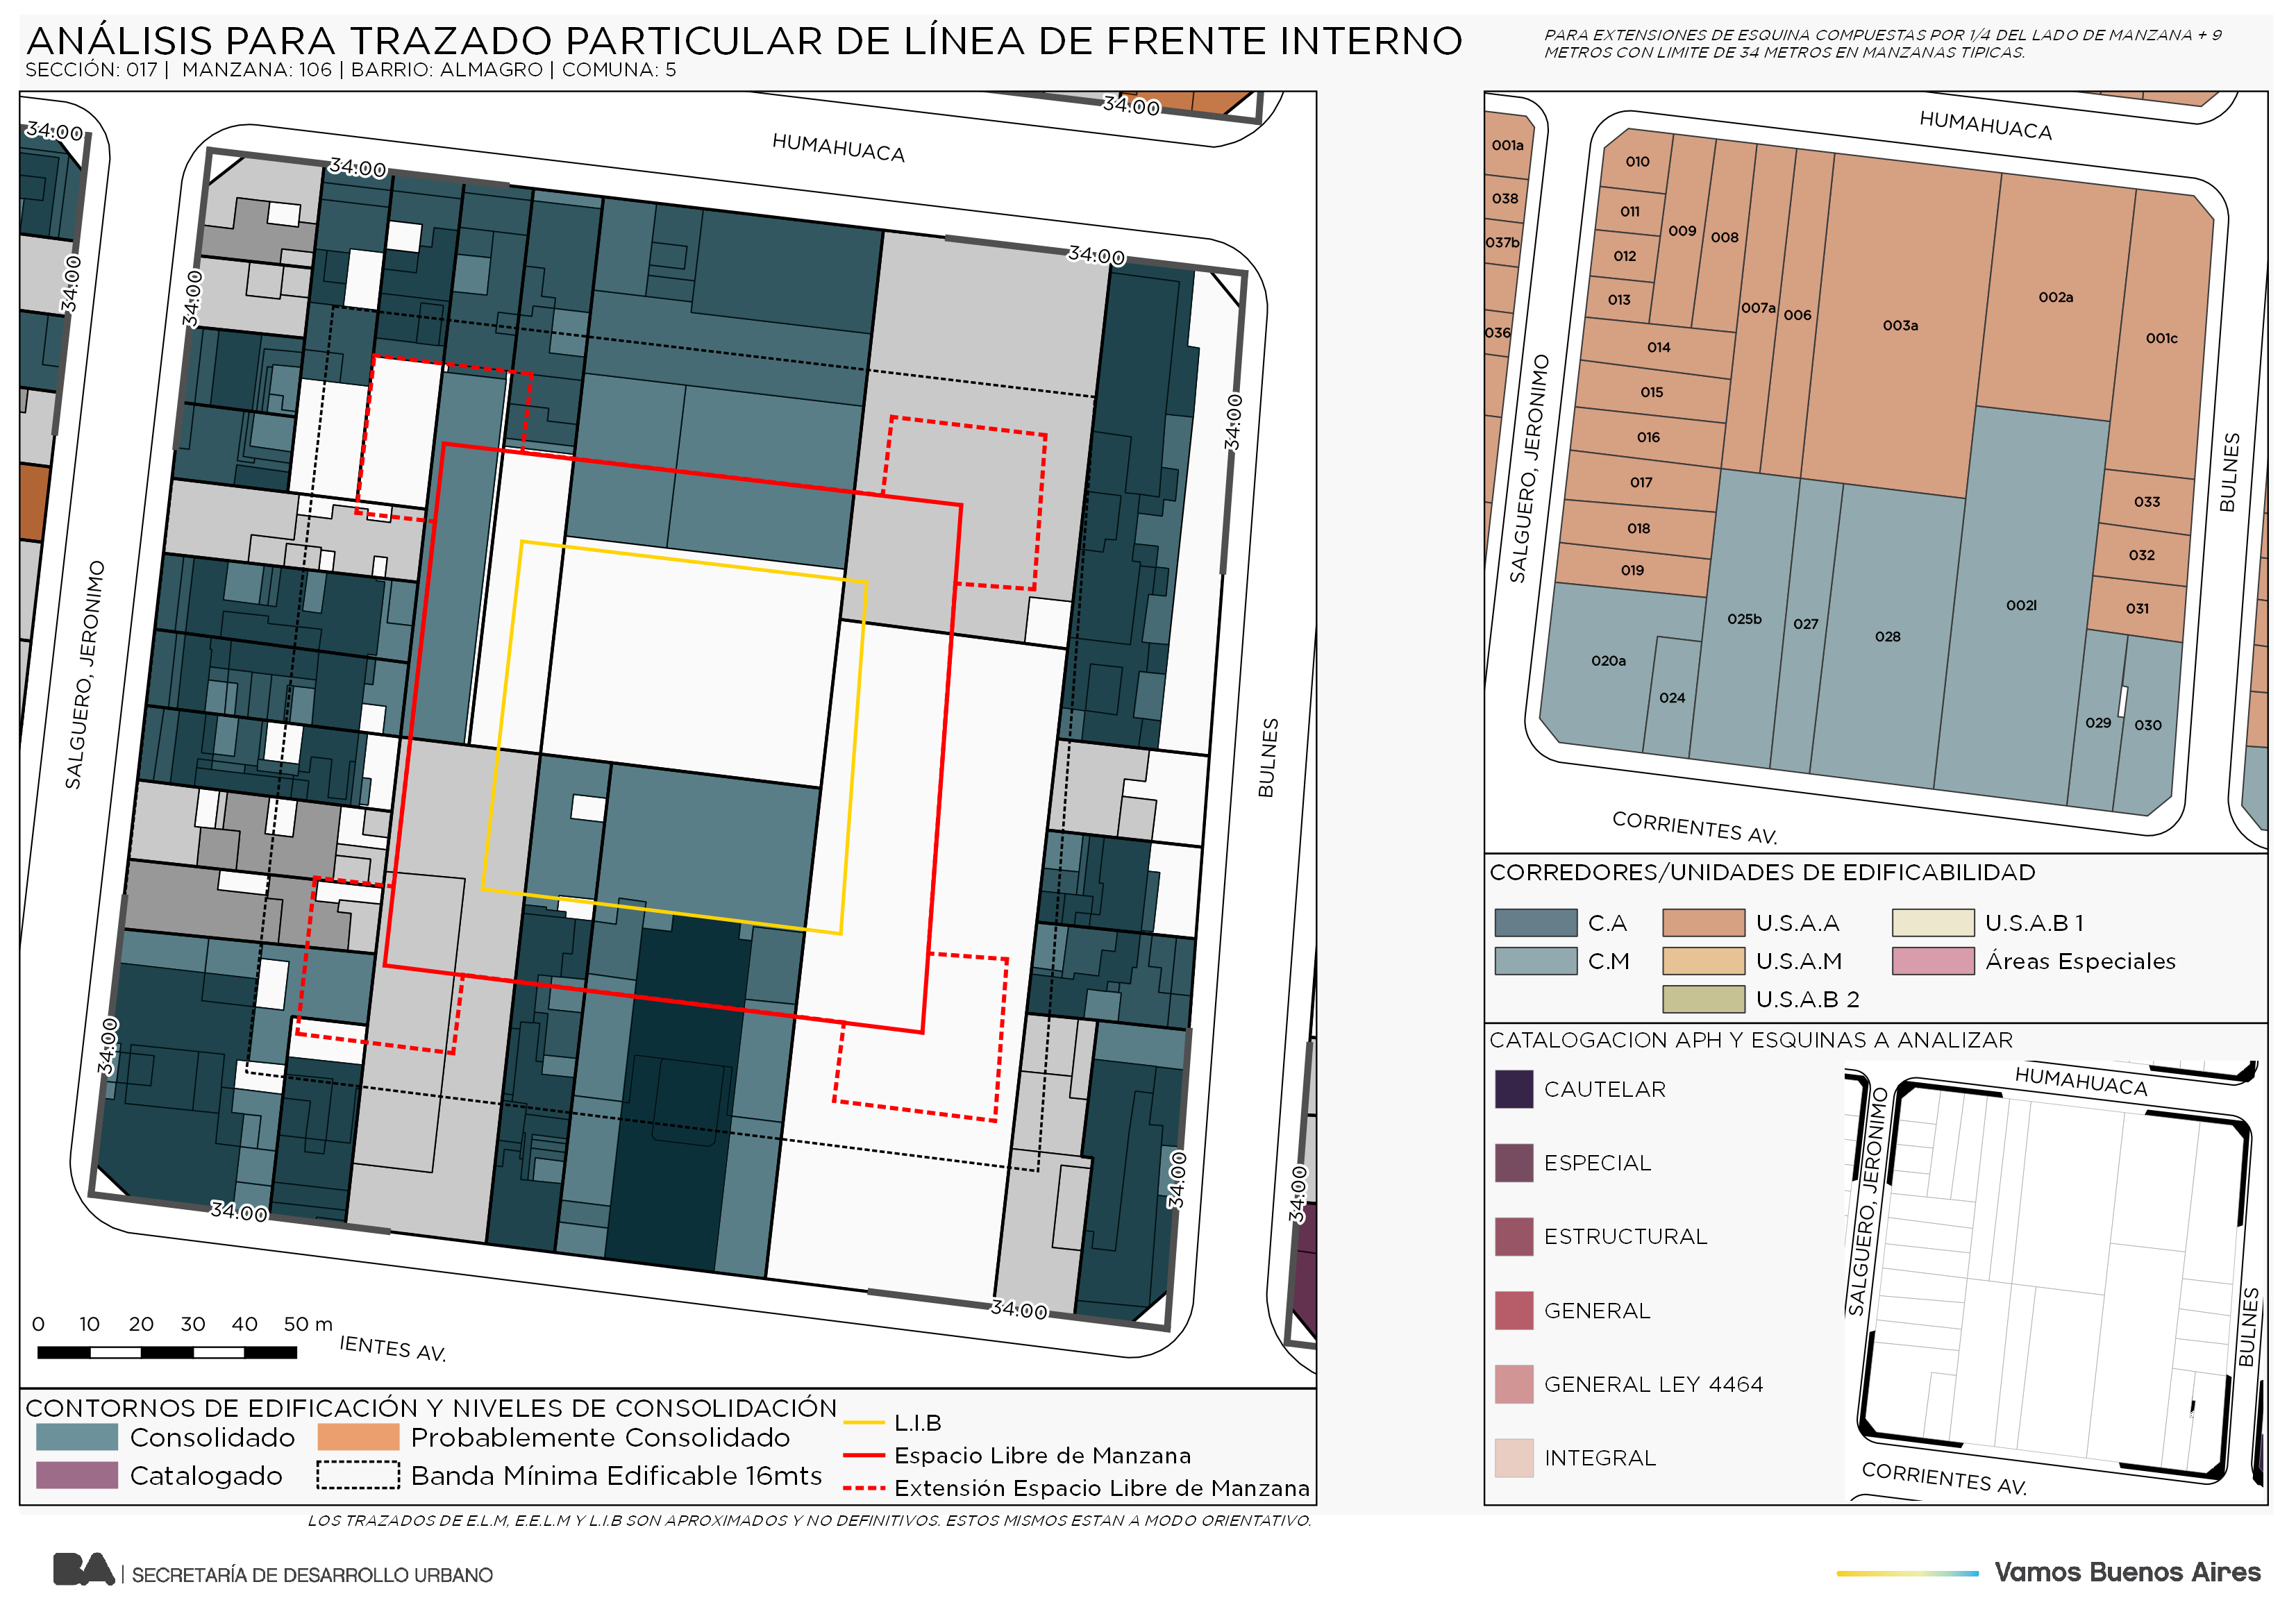 ANÁLISIS PARA TRAZADO PARTICULAR DE LÍNEA DE FRENTE INTERNO
SECCIÓN: 017 | MANZANA: 106 | BARRIO: ALMAGRO | COMUNA: 5
PARA EXTENSIONES DE ESQUINA COMPUESTAS POR 1/4 DEL LADO DE MANZANA + 9
METROS CON LIMITE DE 34 METROS EN MANZANAS TIPICAS.
34.00
34.00
34.00
HUMAHUACA
34.00
34.00
34.00
34.00
SALGUERO, JERONIMO
BULNES
34.00
34.00
34.00
34.00
34.00
0 10 20 30 40 50 m
IENTES AV.
CONTORNOS DE EDIFICACIÓN Y NIVELES DE CONSOLIDACIÓN
Consolidado
Probablemente Consolidado
Catalogado
Banda Mínima Edificable 16mts
L.I.B
Espacio Libre de Manzana
Extensión Espacio Libre de Manzana
LOS TRAZADOS DE E.L.M, E.E.L.M Y L.I.B SON APROXIMADOS Y NO DEFINITIVOS. ESTOS MISMOS ESTAN A MODO ORIENTATIVO.
HUMAHUACA
001a
038
037b
036
010
011
012
013
009
008
007a
006
003a
002a
001c
014
015
016
017
018
019
020a
024
025b
027
028
002l
033
032
031
029
030
SALGUERO, JERONIMO
BULNES
CORRIENTES AV.
CORREDORES/UNIDADES DE EDIFICABILIDAD
C.A
U.S.A.A
U.S.A.B 1
C.M
U.S.A.M
Áreas Especiales
U.S.A.B 2
CATALOGACION APH Y ESQUINAS A ANALIZAR
CAUTELAR
ESPECIAL
ESTRUCTURAL
GENERAL
GENERAL LEY 4464
INTEGRAL
HUMAHUACA
SALGUERO, JERONIMO
BULNES
CORRIENTES AV.
BA | SECRETARÍA DE DESARROLLO URBANO
Vamos Buenos Aires